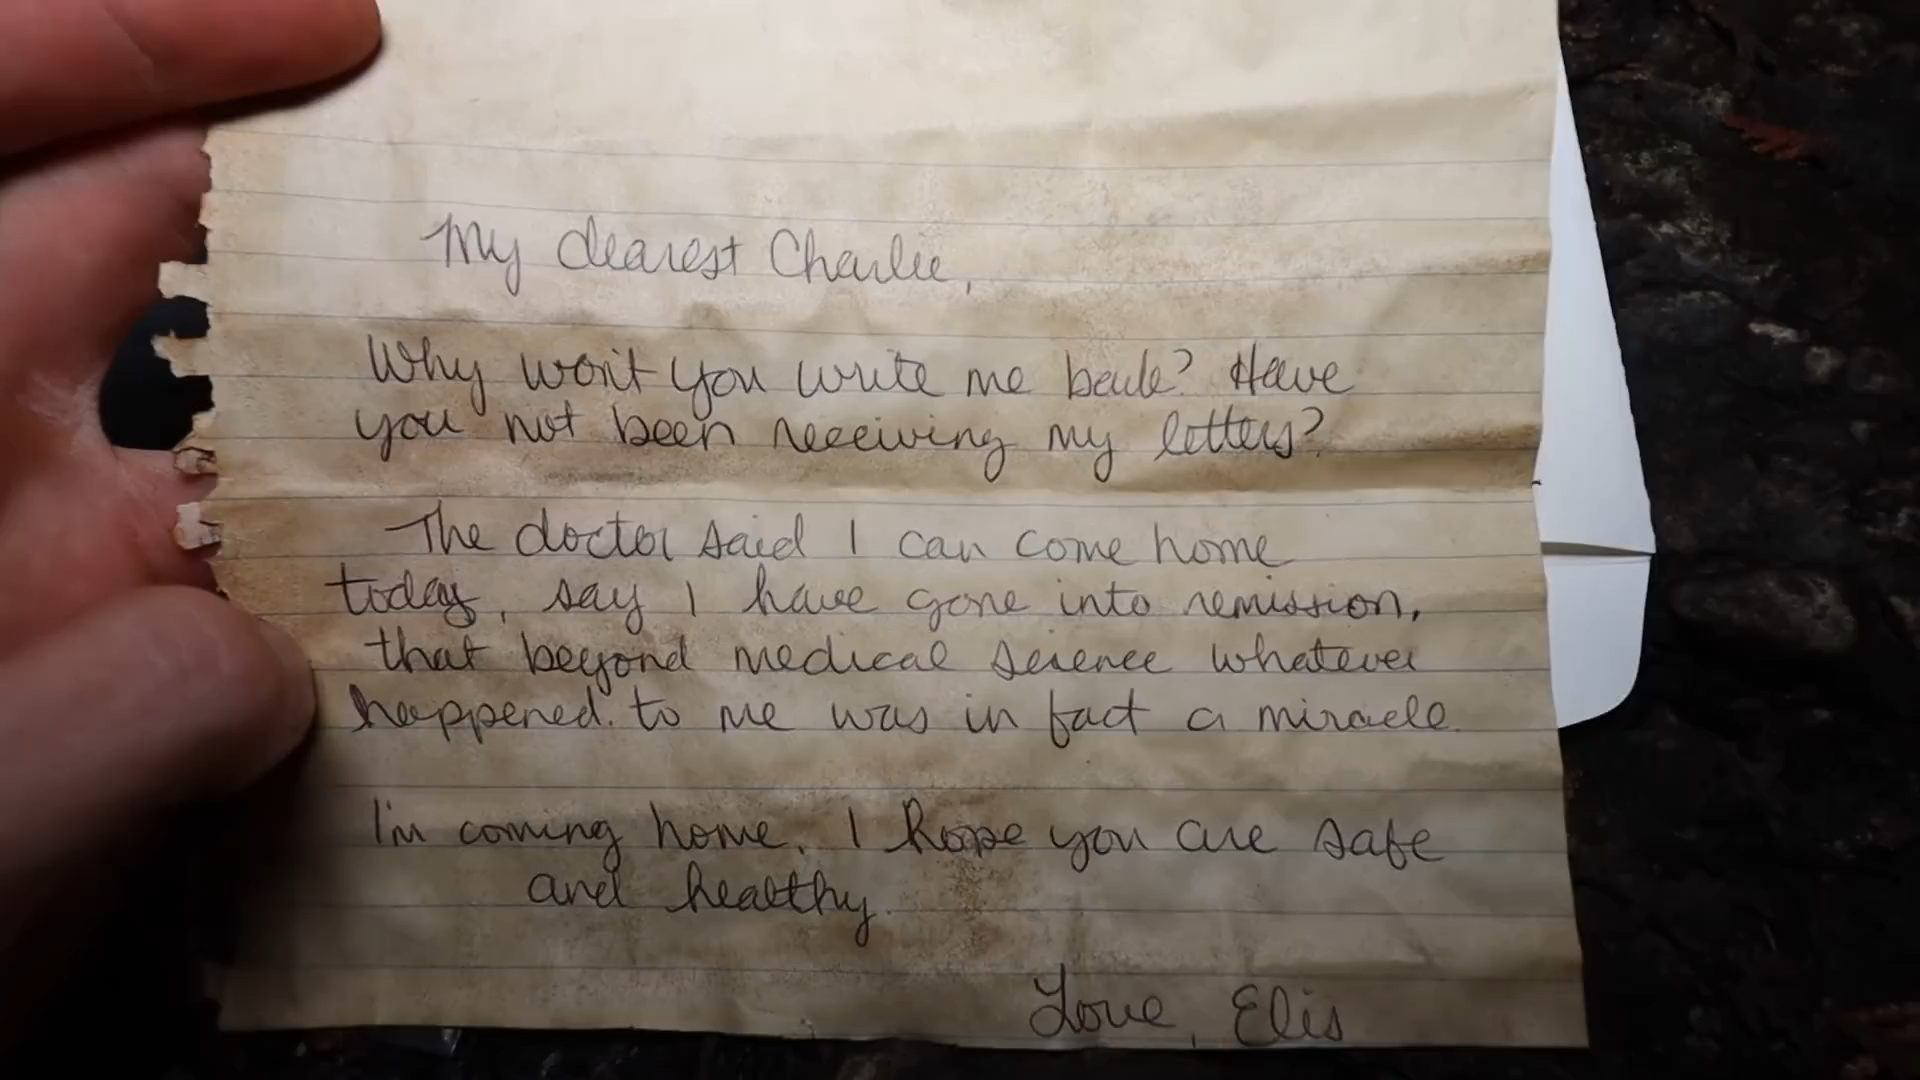 My dearest Charlie,
Why won't you write me back? Have
you not been receiving my letters?
The doctor said I can come home
today, say I have gone into remission,
that beyond medical science whatever
happened. to me was in fact a miracle.
I'm coming home. I hope you are safe
and healthy.
Love, Elis